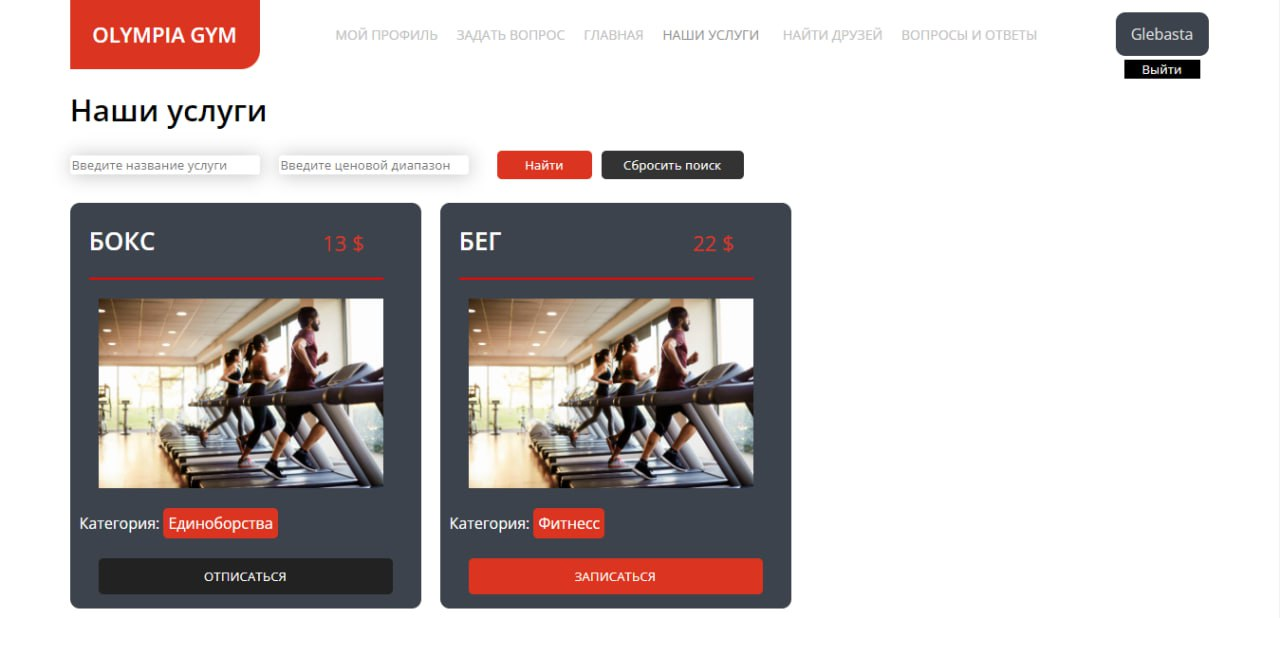 OLYMPIA GYM
МОЙ ПРОФИЛЬ ЗАДАТЬ ВОПРОС ГЛАВНАЯ НАШИ УСЛУГИ НАЙТИ ДРУЗЕЙ ВОПРОСЫ И ОТВЕТЫ
Glebasta
Выйти
Наши услуги
Введите название услуги Введите ценовой диапазон Найти Сбросить поиск
БОКС 13 $
Категория: Единоборства
ОТПИСАТЬСЯ
БЕГ 22 $
Категория: Фитнесс
ЗАПИСАТЬСЯ